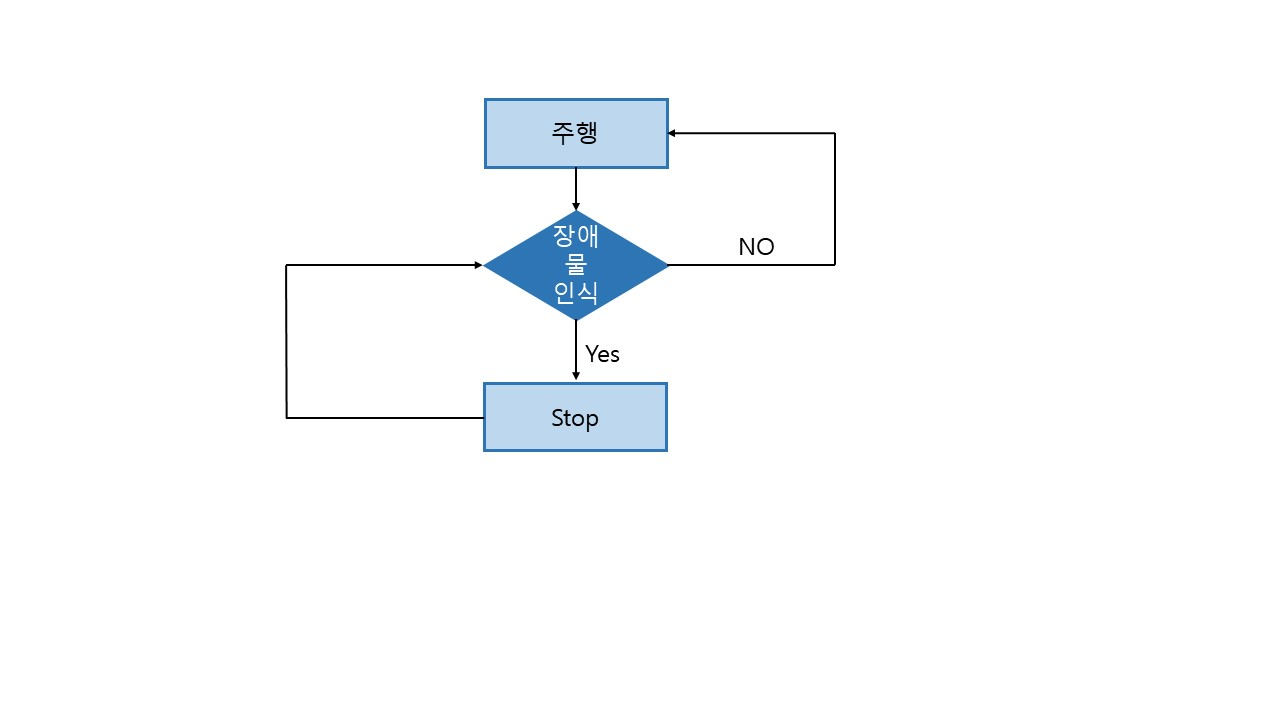 주행
장애
물
인식
NO
Yes
Stop